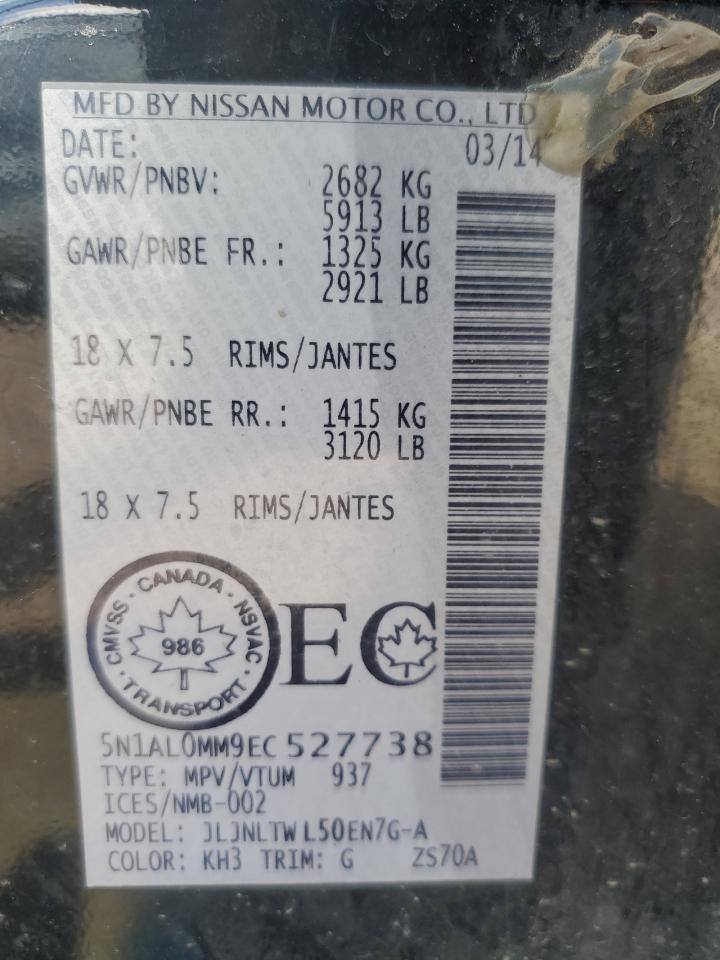 MFD BY NISSAN MOTOR CO., LTD
DATE: 03/14
GVWR/PNBV: 2682 KG
5913 LB
GAWR/PNBE FR.: 1325 KG
2921 LB
18 X 7.5 RIMS/JANTES
GAWR/PNBE RR.: 1415 KG
3120 LB
18 X 7.5 RIMS/JANTES
CANADA · NSVAC · TRANSPORT · CMVSS ·
986
EC
5N1AL0MM9EC527738
TYPE: MPV/VTUM 937
ICES/NMB-002
MODEL: JLJNLTWL50EN7G-A
COLOR: KH3 TRIM: G ZS70A